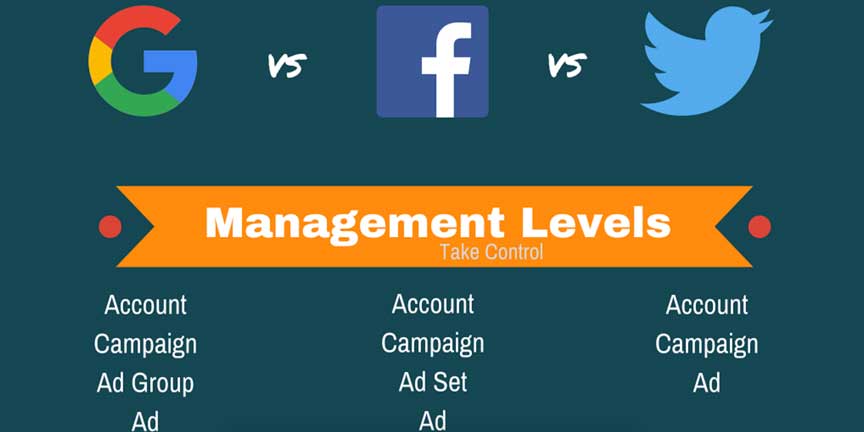 G vs f vs
Management Levels
Take Control
Account
Campaign
Ad Group
Ad
Account
Campaign
Ad Set
Ad
Account
Campaign
Ad